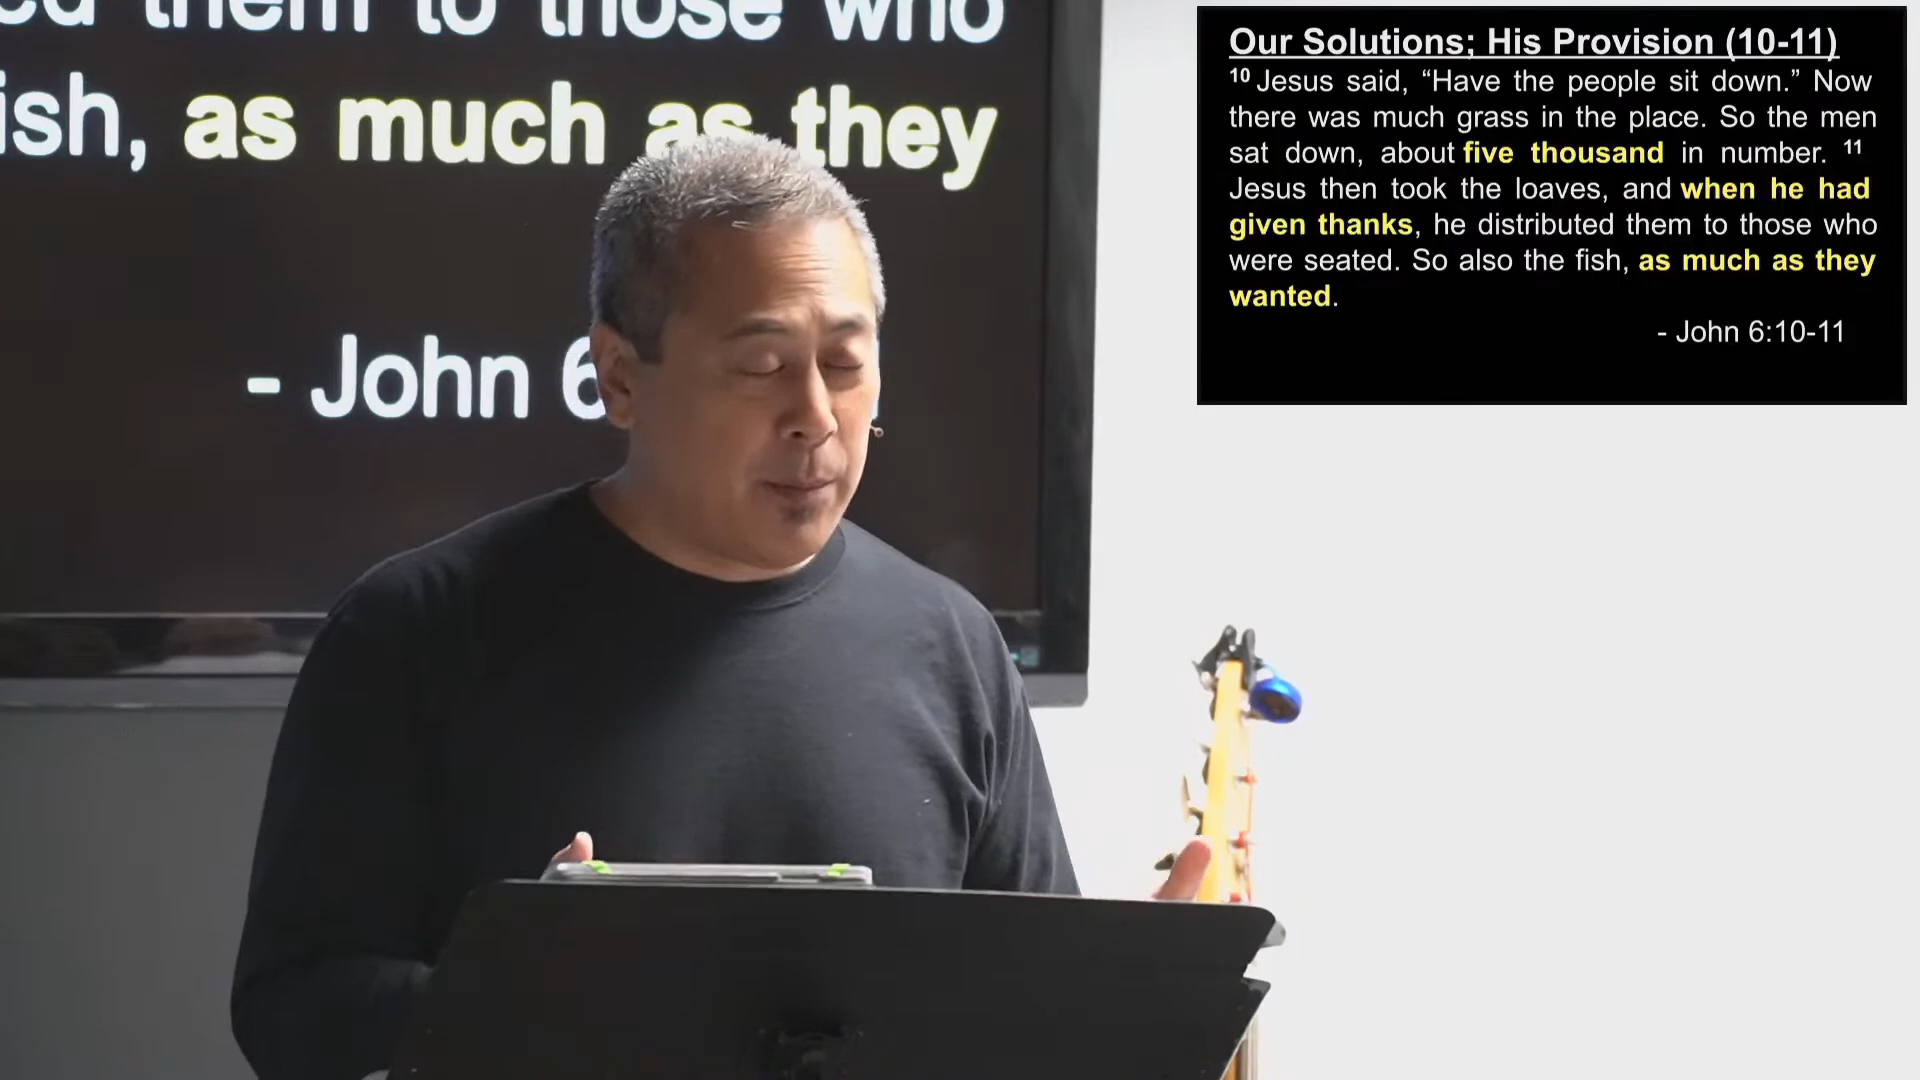 ed them to those who
ish, as much as they
- John 6
Our Solutions; His Provision (10-11)
10 Jesus said, “Have the people sit down.” Now
there was much grass in the place. So the men
sat down, about five thousand in number. 11
Jesus then took the loaves, and when he had
given thanks, he distributed them to those who
were seated. So also the fish, as much as they
wanted.
- John 6:10-11